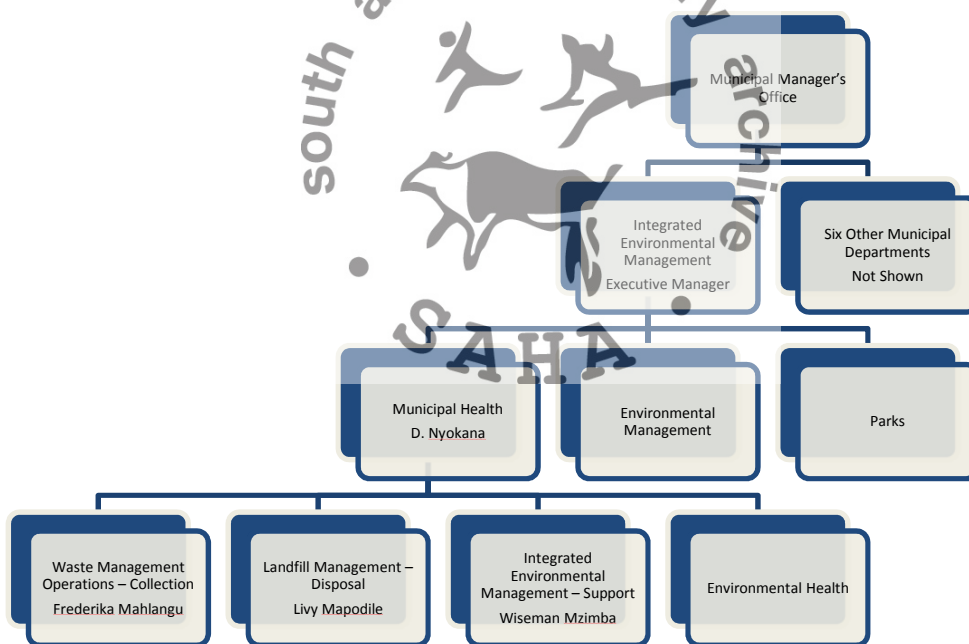 south a
y archive
SAHA
Municipal Manager's
Office
Integrated
Environmental
Management
Executive Manager
Six Other Municipal
Departments
Not Shown
Municipal Health
D. Nyokana
Environmental
Management
Parks
Waste Management
Operations – Collection
Frederika Mahlangu
Landfill Management –
Disposal
Livy Mapodile
Integrated
Environmental
Management – Support
Wiseman Mzimba
Environmental Health